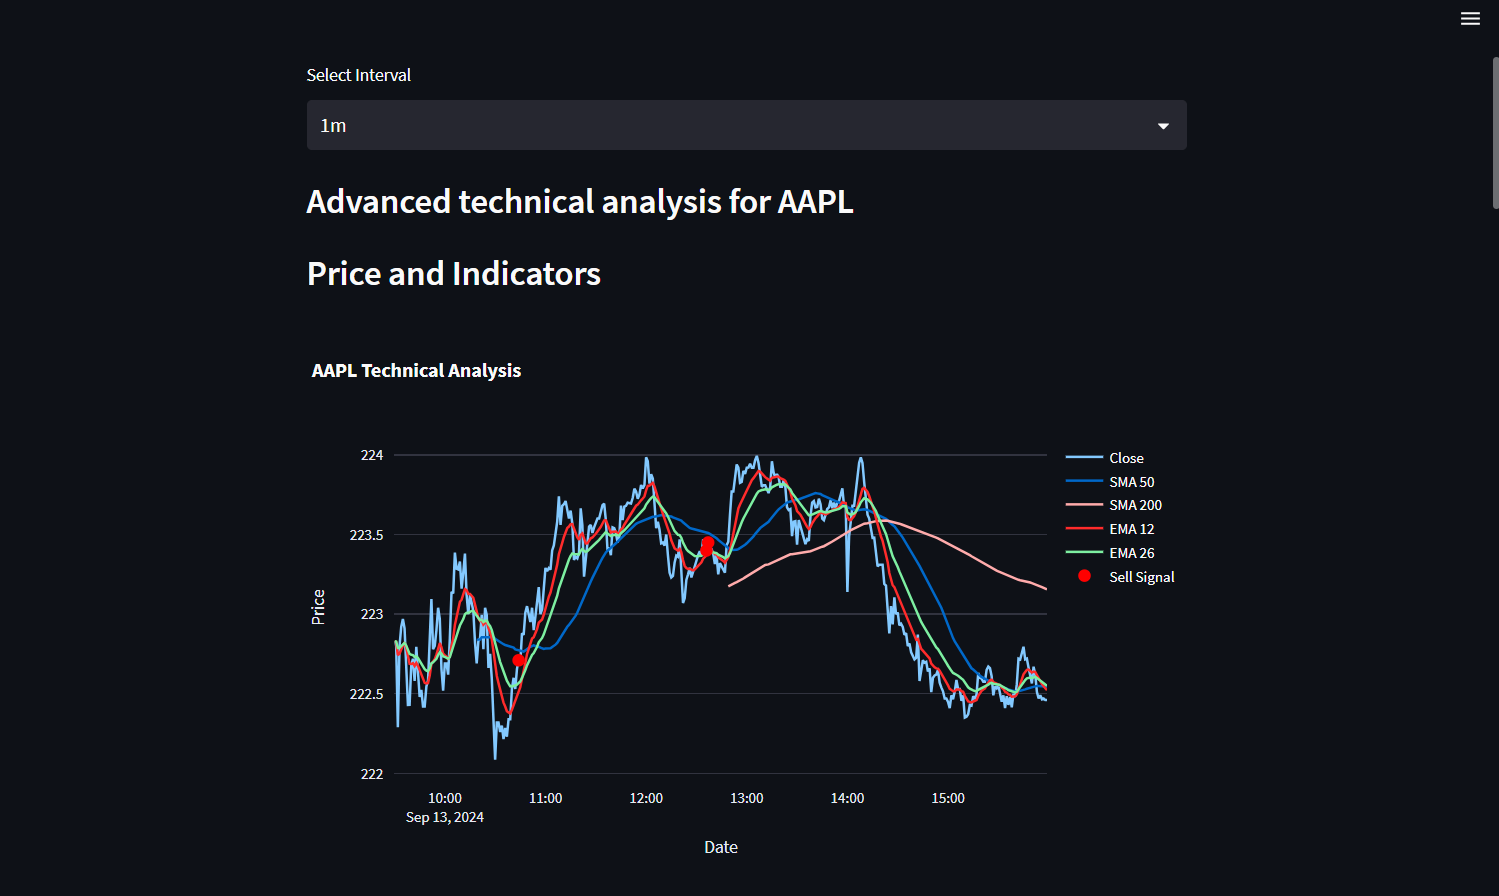 Select Interval
1m
Advanced technical analysis for AAPL
Price and Indicators
AAPL Technical Analysis
224
223.5
223
222.5
222
Price
10:00
11:00
12:00
13:00
14:00
15:00
Sep 13, 2024
Date
Close
SMA 50
SMA 200
EMA 12
EMA 26
Sell Signal